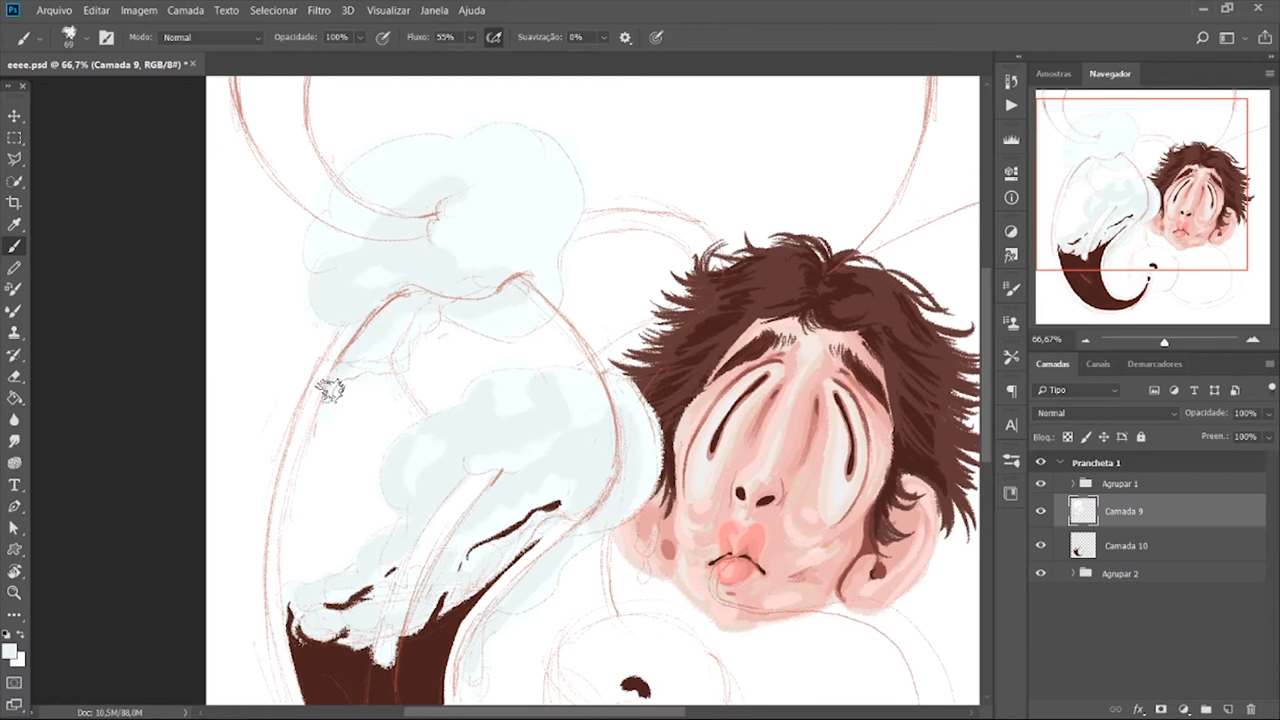 Ps Arquivo Editar Imagem Camada Texto Selecionar Filtro 3D Visualizar Janela Ajuda
69 Modo: Normal Opacidade: 100% Fluxo: 55% Suavização: 0%
eeee.psd @ 66,7% (Camada 9, RGB/8#) *
Amostras Navegador
66,67%
Camadas Canais Demarcadores
Tipo
Normal Opacidade: 100%
Bloq.: Preen.: 100%
Prancheta 1
Agrupar 1
Camada 9
Camada 10
Agrupar 2
Doc: 10,5M/88,0M